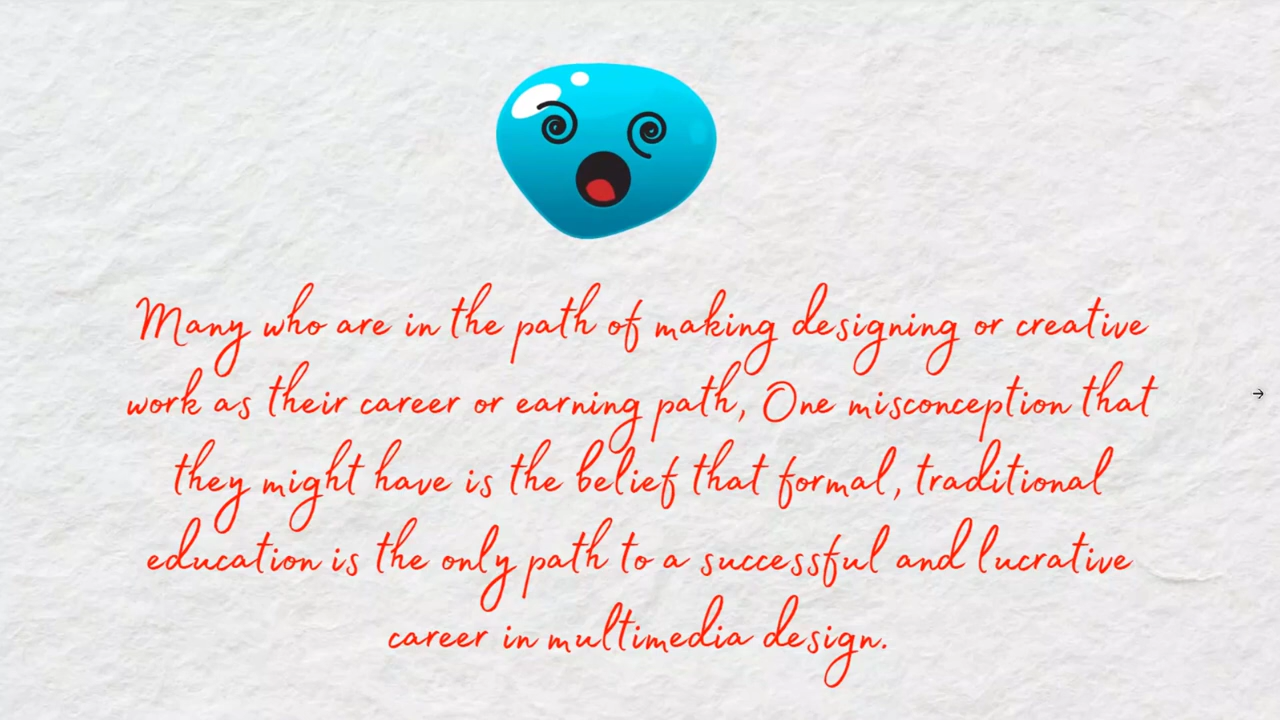 Many who are in the path of making designing or creative
work as their career or earning path, One misconception that
they might have is the belief that formal, traditional
education is the only path to a successful and lucrative
career in multimedia design.